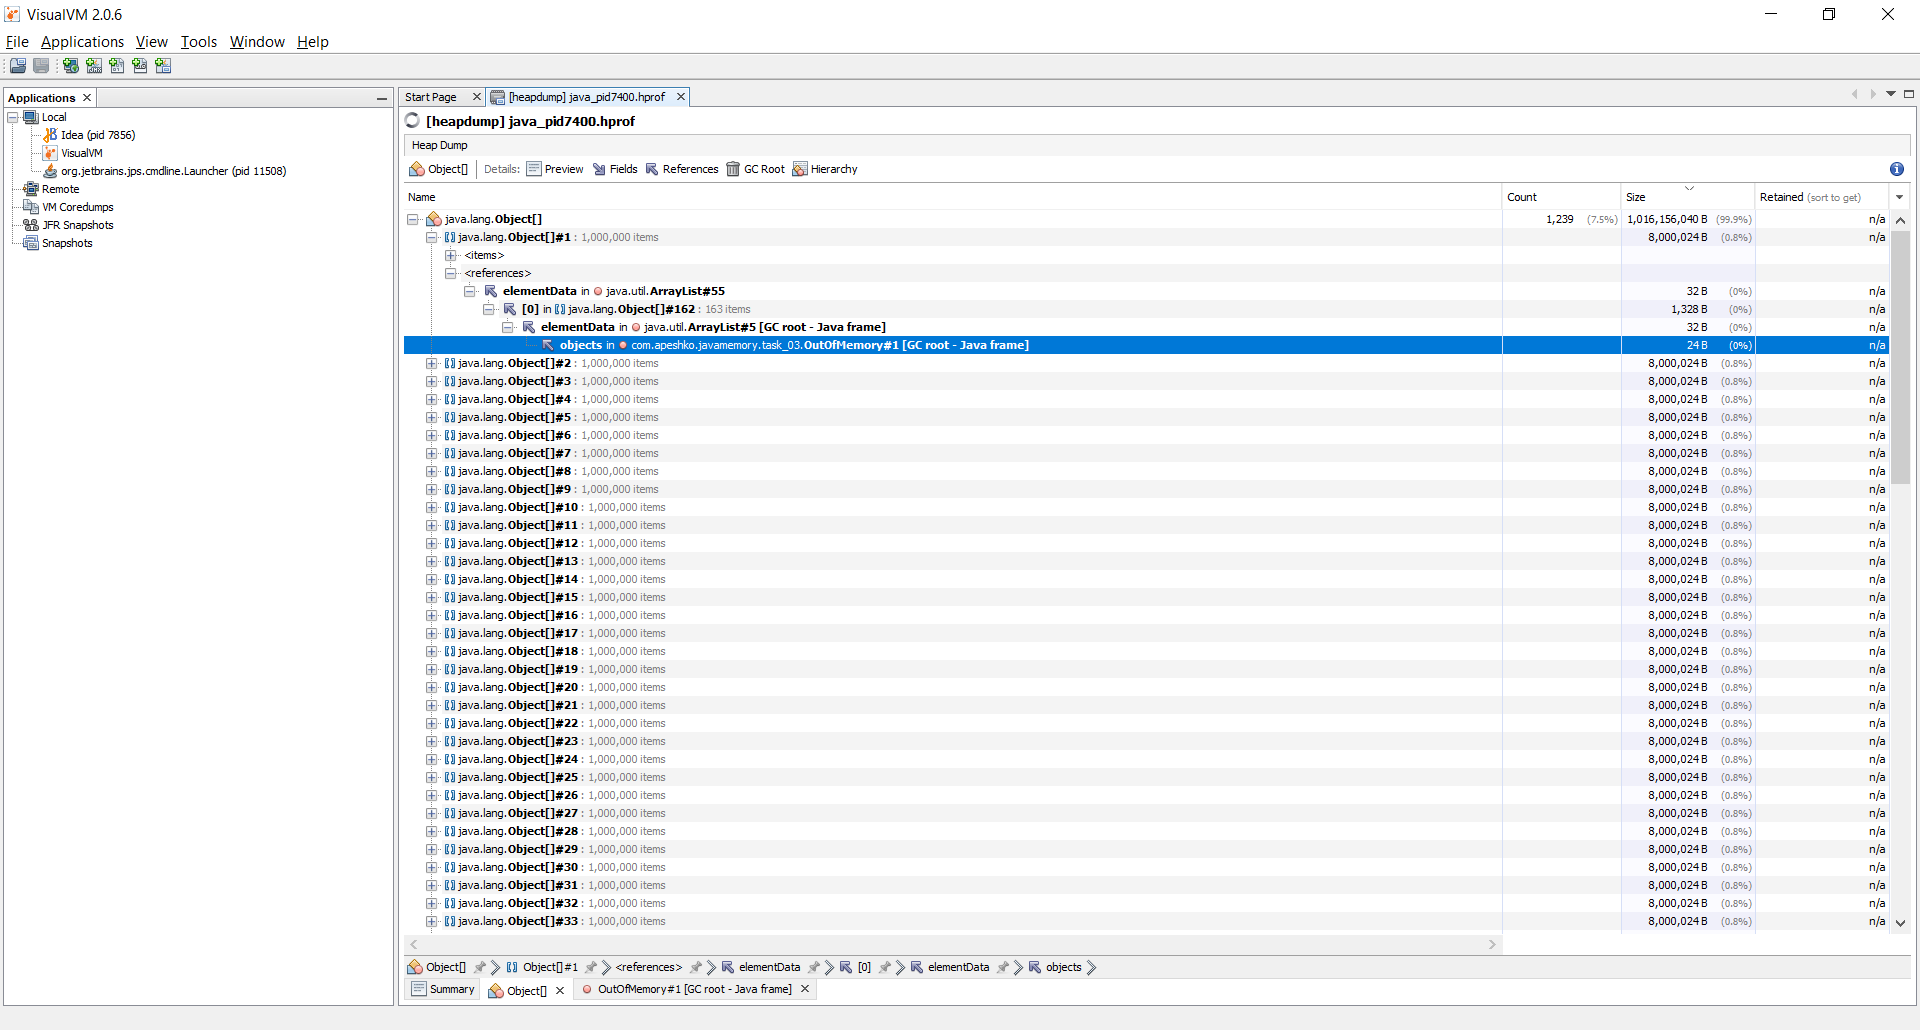 VisualVM 2.0.6
File Applications View Tools Window Help
Applications
Local
Idea (pid 7856)
VisualVM
org.jetbrains.jps.cmdline.Launcher (pid 11508)
Remote
VM Coredumps
JFR Snapshots
Snapshots
Start Page [heapdump] java_pid7400.hprof
[heapdump] java_pid7400.hprof
Heap Dump
Object[] Details: Preview Fields References GC Root Hierarchy
Name Count Size Retained (sort to get)
java.lang.Object[] 1,239 (7.5%) 1,016,156,040 B (99.9%) n/a
java.lang.Object[]#1 : 1,000,000 items 8,000,024 B (0.8%) n/a
<items>
<references>
elementData in java.util.ArrayList#55 32 B (0%) n/a
[0] in java.lang.Object[]#162 : 163 items 1,328 B (0%) n/a
elementData in java.util.ArrayList#5 [GC root - Java frame] 32 B (0%) n/a
objects in com.apeshko.javamemory.task_03.OutOfMemory#1 [GC root - Java frame] 24 B (0%) n/a
java.lang.Object[]#2 : 1,000,000 items 8,000,024 B (0.8%) n/a
java.lang.Object[]#3 : 1,000,000 items 8,000,024 B (0.8%) n/a
java.lang.Object[]#4 : 1,000,000 items 8,000,024 B (0.8%) n/a
java.lang.Object[]#5 : 1,000,000 items 8,000,024 B (0.8%) n/a
java.lang.Object[]#6 : 1,000,000 items 8,000,024 B (0.8%) n/a
java.lang.Object[]#7 : 1,000,000 items 8,000,024 B (0.8%) n/a
java.lang.Object[]#8 : 1,000,000 items 8,000,024 B (0.8%) n/a
java.lang.Object[]#9 : 1,000,000 items 8,000,024 B (0.8%) n/a
java.lang.Object[]#10 : 1,000,000 items 8,000,024 B (0.8%) n/a
java.lang.Object[]#11 : 1,000,000 items 8,000,024 B (0.8%) n/a
java.lang.Object[]#12 : 1,000,000 items 8,000,024 B (0.8%) n/a
java.lang.Object[]#13 : 1,000,000 items 8,000,024 B (0.8%) n/a
java.lang.Object[]#14 : 1,000,000 items 8,000,024 B (0.8%) n/a
java.lang.Object[]#15 : 1,000,000 items 8,000,024 B (0.8%) n/a
java.lang.Object[]#16 : 1,000,000 items 8,000,024 B (0.8%) n/a
java.lang.Object[]#17 : 1,000,000 items 8,000,024 B (0.8%) n/a
java.lang.Object[]#18 : 1,000,000 items 8,000,024 B (0.8%) n/a
java.lang.Object[]#19 : 1,000,000 items 8,000,024 B (0.8%) n/a
java.lang.Object[]#20 : 1,000,000 items 8,000,024 B (0.8%) n/a
java.lang.Object[]#21 : 1,000,000 items 8,000,024 B (0.8%) n/a
java.lang.Object[]#22 : 1,000,000 items 8,000,024 B (0.8%) n/a
java.lang.Object[]#23 : 1,000,000 items 8,000,024 B (0.8%) n/a
java.lang.Object[]#24 : 1,000,000 items 8,000,024 B (0.8%) n/a
java.lang.Object[]#25 : 1,000,000 items 8,000,024 B (0.8%) n/a
java.lang.Object[]#26 : 1,000,000 items 8,000,024 B (0.8%) n/a
java.lang.Object[]#27 : 1,000,000 items 8,000,024 B (0.8%) n/a
java.lang.Object[]#28 : 1,000,000 items 8,000,024 B (0.8%) n/a
java.lang.Object[]#29 : 1,000,000 items 8,000,024 B (0.8%) n/a
java.lang.Object[]#30 : 1,000,000 items 8,000,024 B (0.8%) n/a
java.lang.Object[]#31 : 1,000,000 items 8,000,024 B (0.8%) n/a
java.lang.Object[]#32 : 1,000,000 items 8,000,024 B (0.8%) n/a
java.lang.Object[]#33 : 1,000,000 items 8,000,024 B (0.8%) n/a
Object[] Object[]#1 <references> elementData [0] elementData objects
Summary Object[] OutOfMemory#1 [GC root - Java frame]